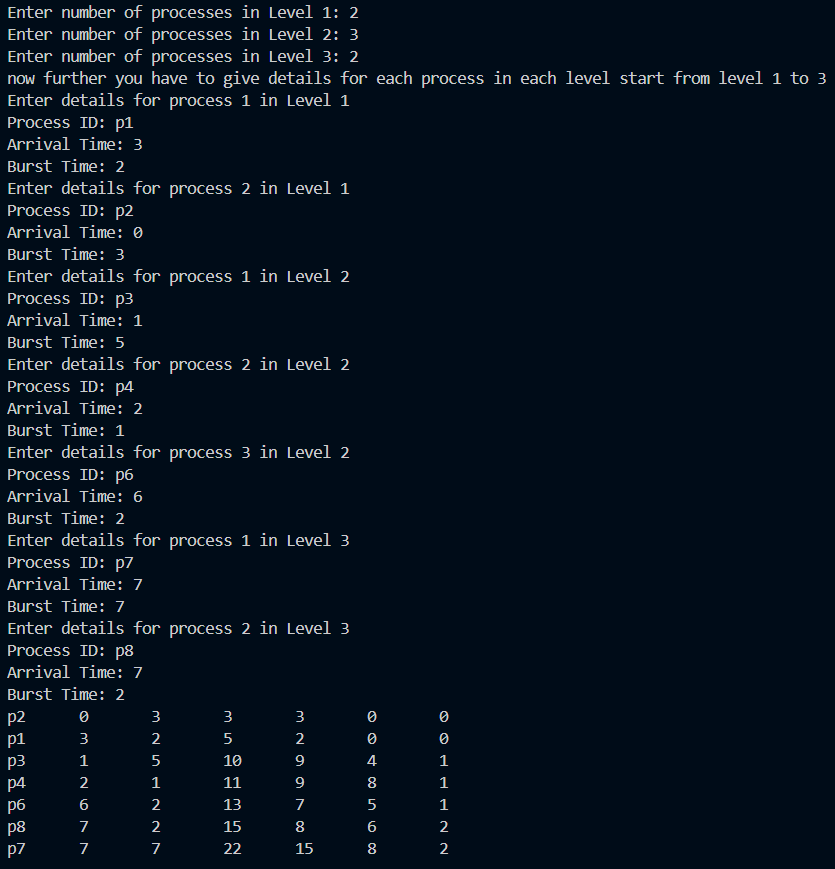 Enter number of processes in Level 1: 2
Enter number of processes in Level 2: 3
Enter number of processes in Level 3: 2
now further you have to give details for each process in each level start from level 1 to 3
Enter details for process 1 in Level 1
Process ID: p1
Arrival Time: 3
Burst Time: 2
Enter details for process 2 in Level 1
Process ID: p2
Arrival Time: 0
Burst Time: 3
Enter details for process 1 in Level 2
Process ID: p3
Arrival Time: 1
Burst Time: 5
Enter details for process 2 in Level 2
Process ID: p4
Arrival Time: 2
Burst Time: 1
Enter details for process 3 in Level 2
Process ID: p6
Arrival Time: 6
Burst Time: 2
Enter details for process 1 in Level 3
Process ID: p7
Arrival Time: 7
Burst Time: 7
Enter details for process 2 in Level 3
Process ID: p8
Arrival Time: 7
Burst Time: 2
p2 0 3 3 3 0 0
p1 3 2 5 2 0 0
p3 1 5 10 9 4 1
p4 2 1 11 9 8 1
p6 6 2 13 7 5 1
p8 7 2 15 8 6 2
p7 7 7 22 15 8 2